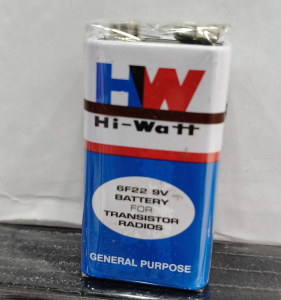 HW
Hi-Watt
6F22 9V
BATTERY
FOR
TRANSISTOR
RADIOS
GENERAL PURPOSE